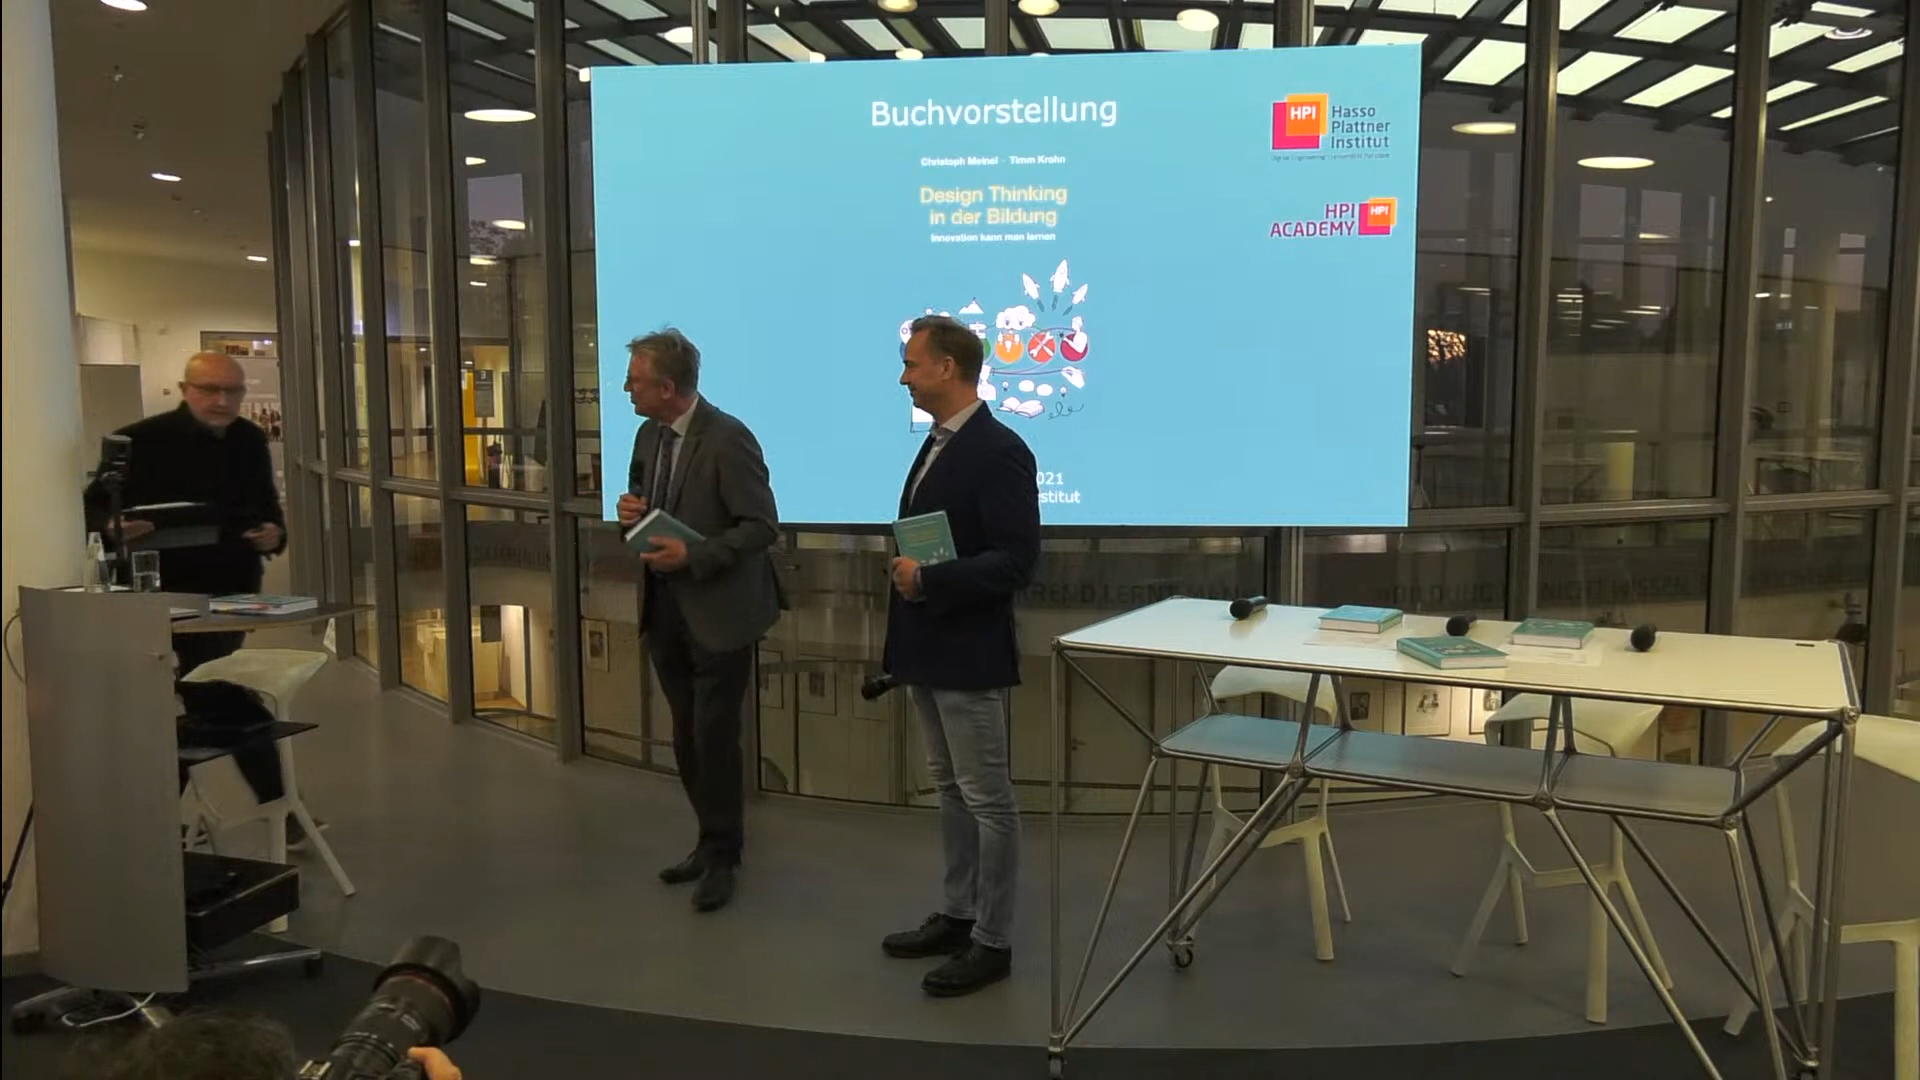 Buchvorstellung
Christoph Meinel · Timm Krohn
Design Thinking
in der Bildung
Innovation kann man lernen
021
stitut
HPI
Hasso
Plattner
Institut
HPI
ACADEMY
HPI